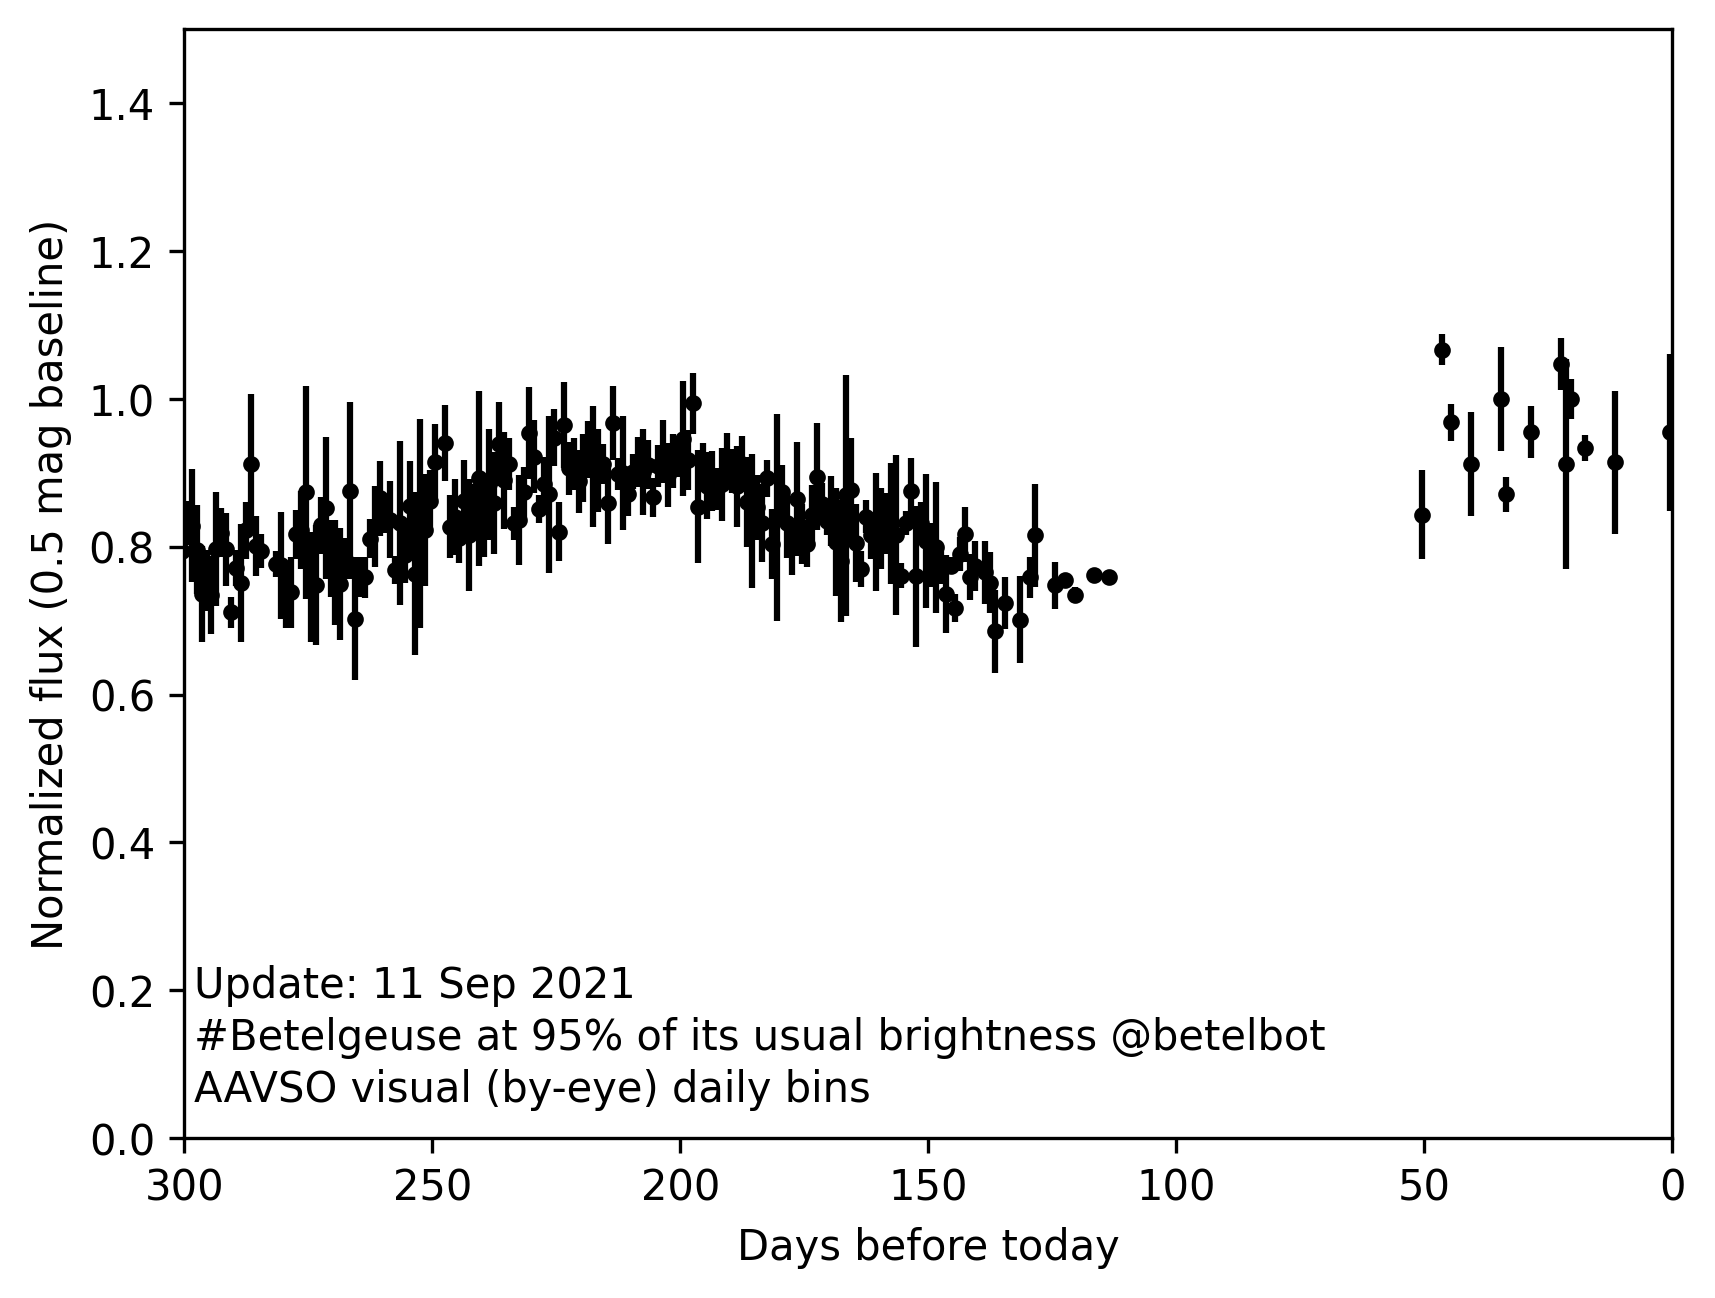 1.4
1.2
1.0
0.8
0.6
0.4
0.2
0.0
Normalized flux (0.5 mag baseline)
Update: 11 Sep 2021
#Betelgeuse at 95% of its usual brightness @betelbot
AAVSO visual (by-eye) daily bins
300 250 200 150 100 50 0
Days before today